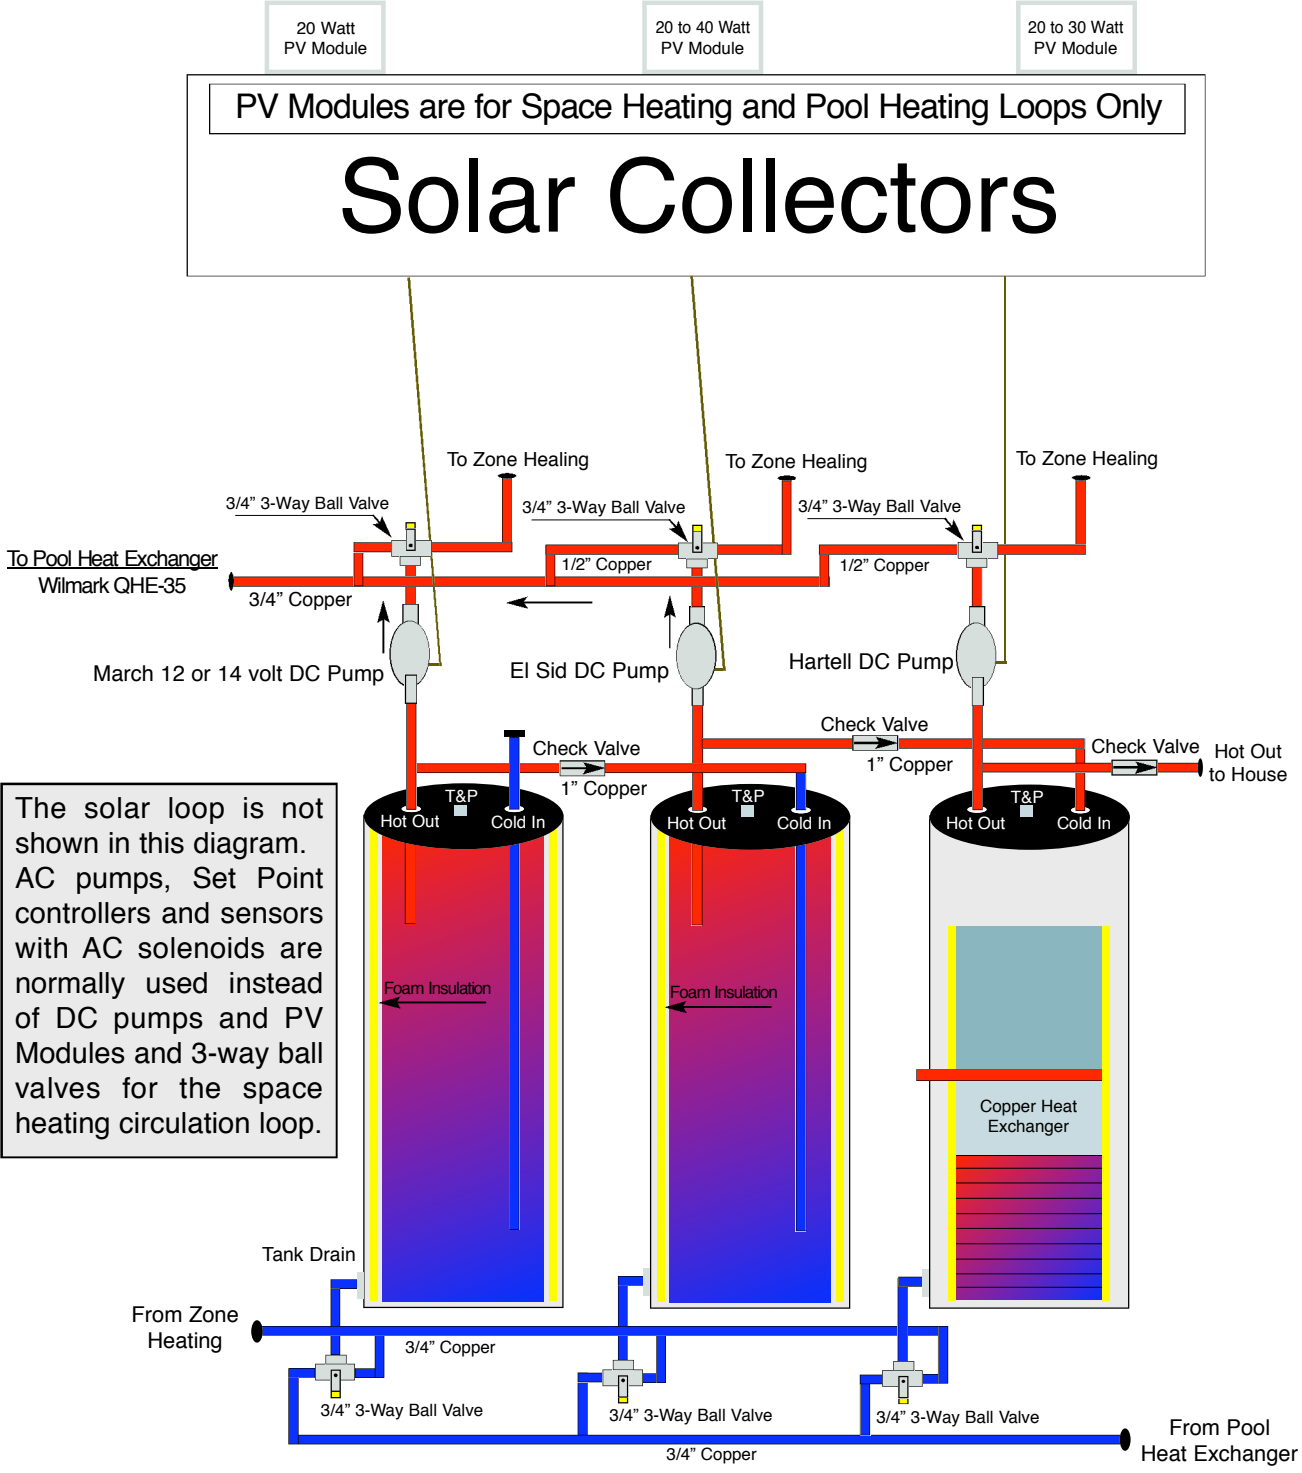 20 Watt
PV Module
20 to 40 Watt
PV Module
20 to 30 Watt
PV Module
PV Modules are for Space Heating and Pool Heating Loops Only
Solar Collectors
To Zone Healing
To Zone Healing
To Zone Healing
3/4” 3-Way Ball Valve
3/4” 3-Way Ball Valve
3/4” 3-Way Ball Valve
To Pool Heat Exchanger
Wilmark QHE-35
3/4” Copper
1/2” Copper
1/2” Copper
March 12 or 14 volt DC Pump
El Sid DC Pump
Hartell DC Pump
Check Valve
1” Copper
Check Valve
1” Copper
Check Valve
Hot Out
to House
The solar loop is not
shown in this diagram.
AC pumps, Set Point
controllers and sensors
with AC solenoids are
normally used instead
of DC pumps and PV
Modules and 3-way ball
valves for the space
heating circulation loop.
T&P
Hot Out
Cold In
T&P
Hot Out
Cold In
T&P
Hot Out
Cold In
Foam Insulation
Foam Insulation
Copper Heat
Exchanger
Tank Drain
From Zone
Heating
3/4” Copper
3/4” 3-Way Ball Valve
3/4” 3-Way Ball Valve
3/4” 3-Way Ball Valve
3/4” Copper
From Pool
Heat Exchanger